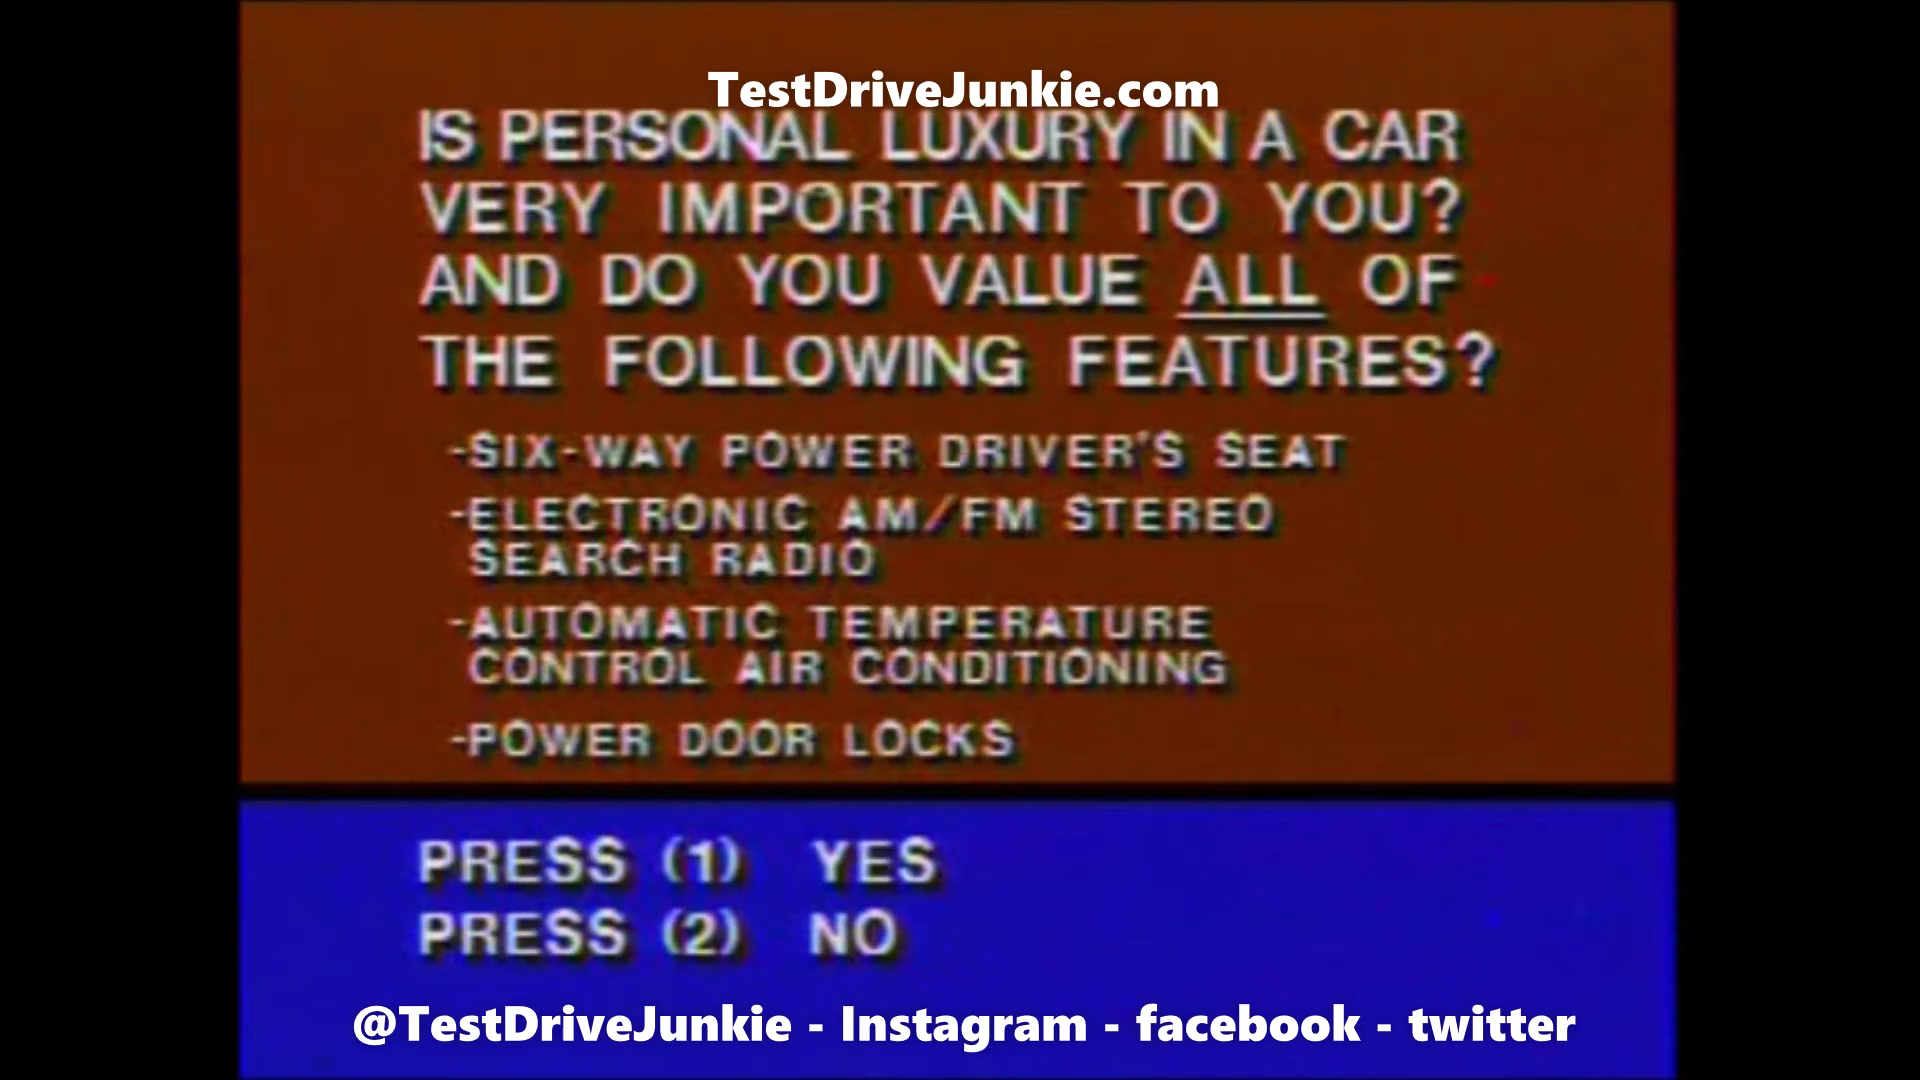 TestDriveJunkie.com
IS PERSONAL LUXURY IN A CAR
VERY IMPORTANT TO YOU?
AND DO YOU VALUE ALL OF
THE FOLLOWING FEATURES?
-SIX-WAY POWER DRIVER'S SEAT
-ELECTRONIC AM/FM STEREO
SEARCH RADIO
-AUTOMATIC TEMPERATURE
CONTROL AIR CONDITIONING
-POWER DOOR LOCKS
PRESS (1) YES
PRESS (2) NO
@TestDriveJunkie - Instagram - facebook - twitter